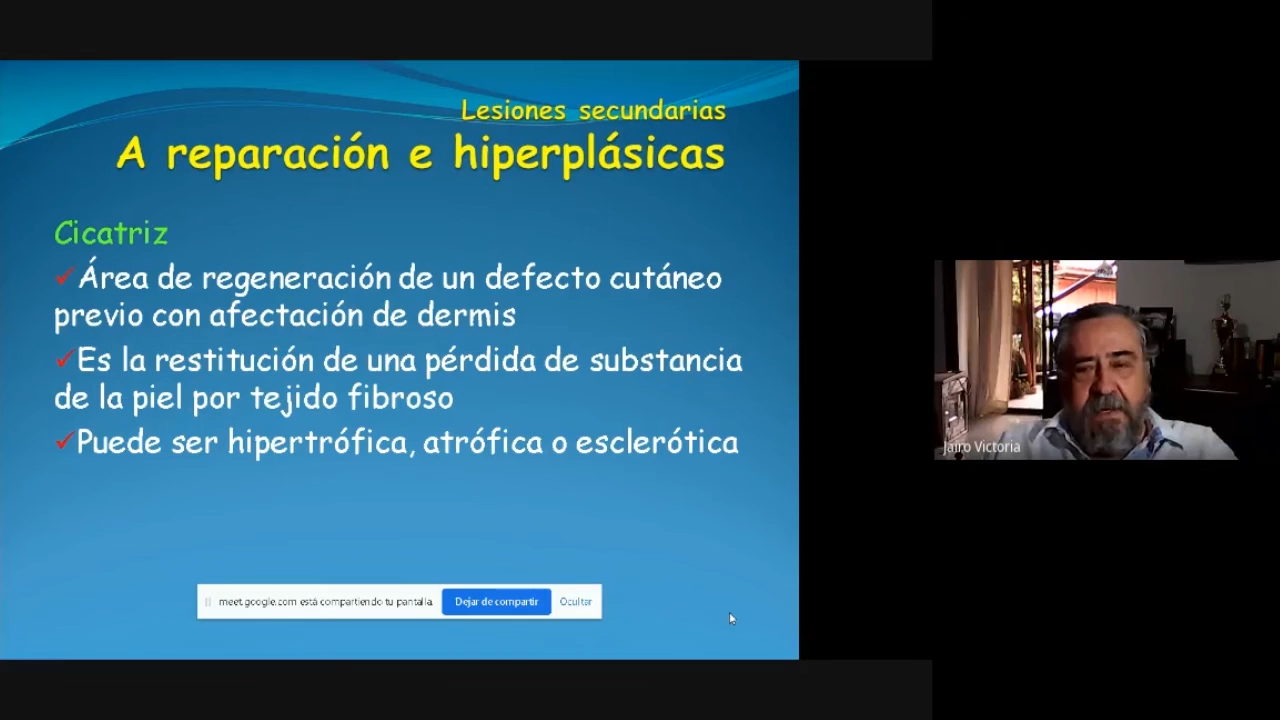 Lesiones secundarias
A reparación e hiperplásicas
Cicatriz
✓Área de regeneración de un defecto cutáneo
previo con afectación de dermis
✓Es la restitución de una pérdida de substancia
de la piel por tejido fibroso
✓Puede ser hipertrófica, atrófica o esclerótica
meet.google.com está compartiendo tu pantalla. Dejar de compartir Ocultar
Jairo Victoria